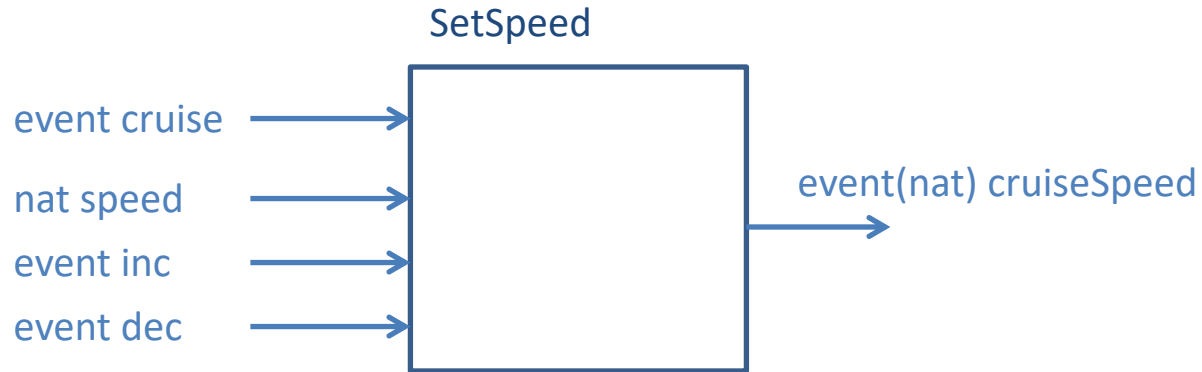 SetSpeed
event cruise
nat speed
event inc
event dec
event(nat) cruiseSpeed